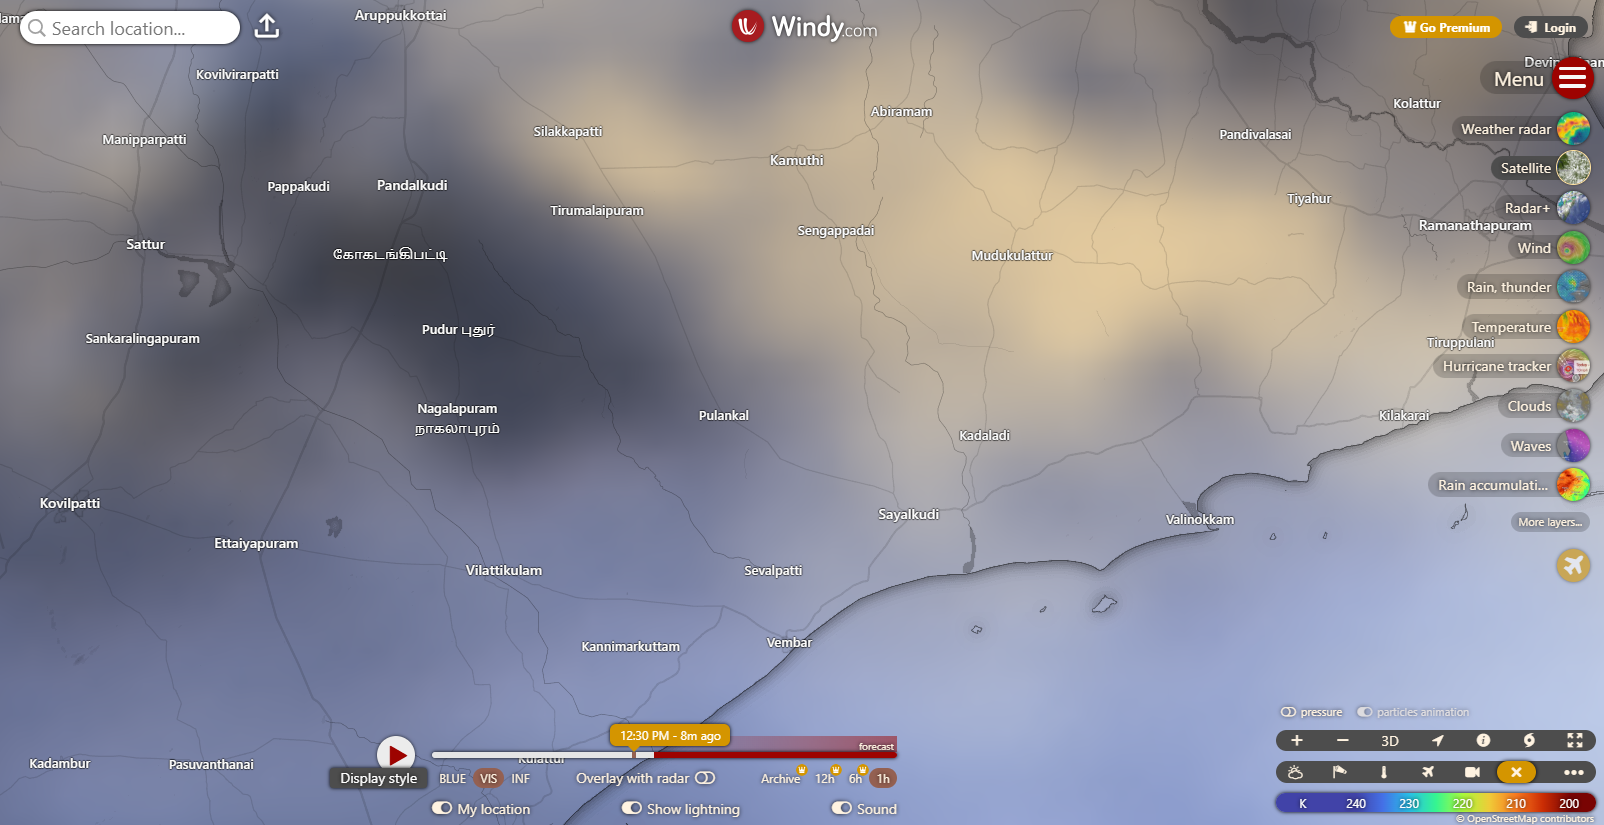 Aruppukkottai
Search location...
Windy.com
Go Premium
Login
Menu
Kovilvirarpatti
Kolattur
Abiramam
Weather radar
Silakkapatti
Pandivalasai
Manipparpatti
Kamuthi
Satellite
Pappakudi
Pandalkudi
Tiyahur
Tirumalaipuram
Radar+
Ramanathapuram
Sengappadai
Sattur
Wind
கோகடங்கிபட்டி
Mudukulattur
Rain, thunder
Pudur புதுர்
Temperature
Sankaralingapuram
Tiruppulani
Hurricane tracker
Nagalapuram
நாகலாபுரம்
Pulankal
Clouds
Kilakarai
Kadaladi
Waves
Rain accumulati...
Kovilpatti
Sayalkudi
Valinokkam
More layers...
Ettaiyapuram
Vilattikulam
Sevalpatti
Kannimarkuttam
Vembar
pressure
particles animation
12:30 PM - 8m ago
forecast
3D
Kadambur
Pasuvanthanai
Kulattur
Display style
BLUE
VIS
INF
Overlay with radar
Archive
12h
6h
1h
My location
Show lightning
Sound
K 240 230 220 210 200
© OpenStreetMap contributors